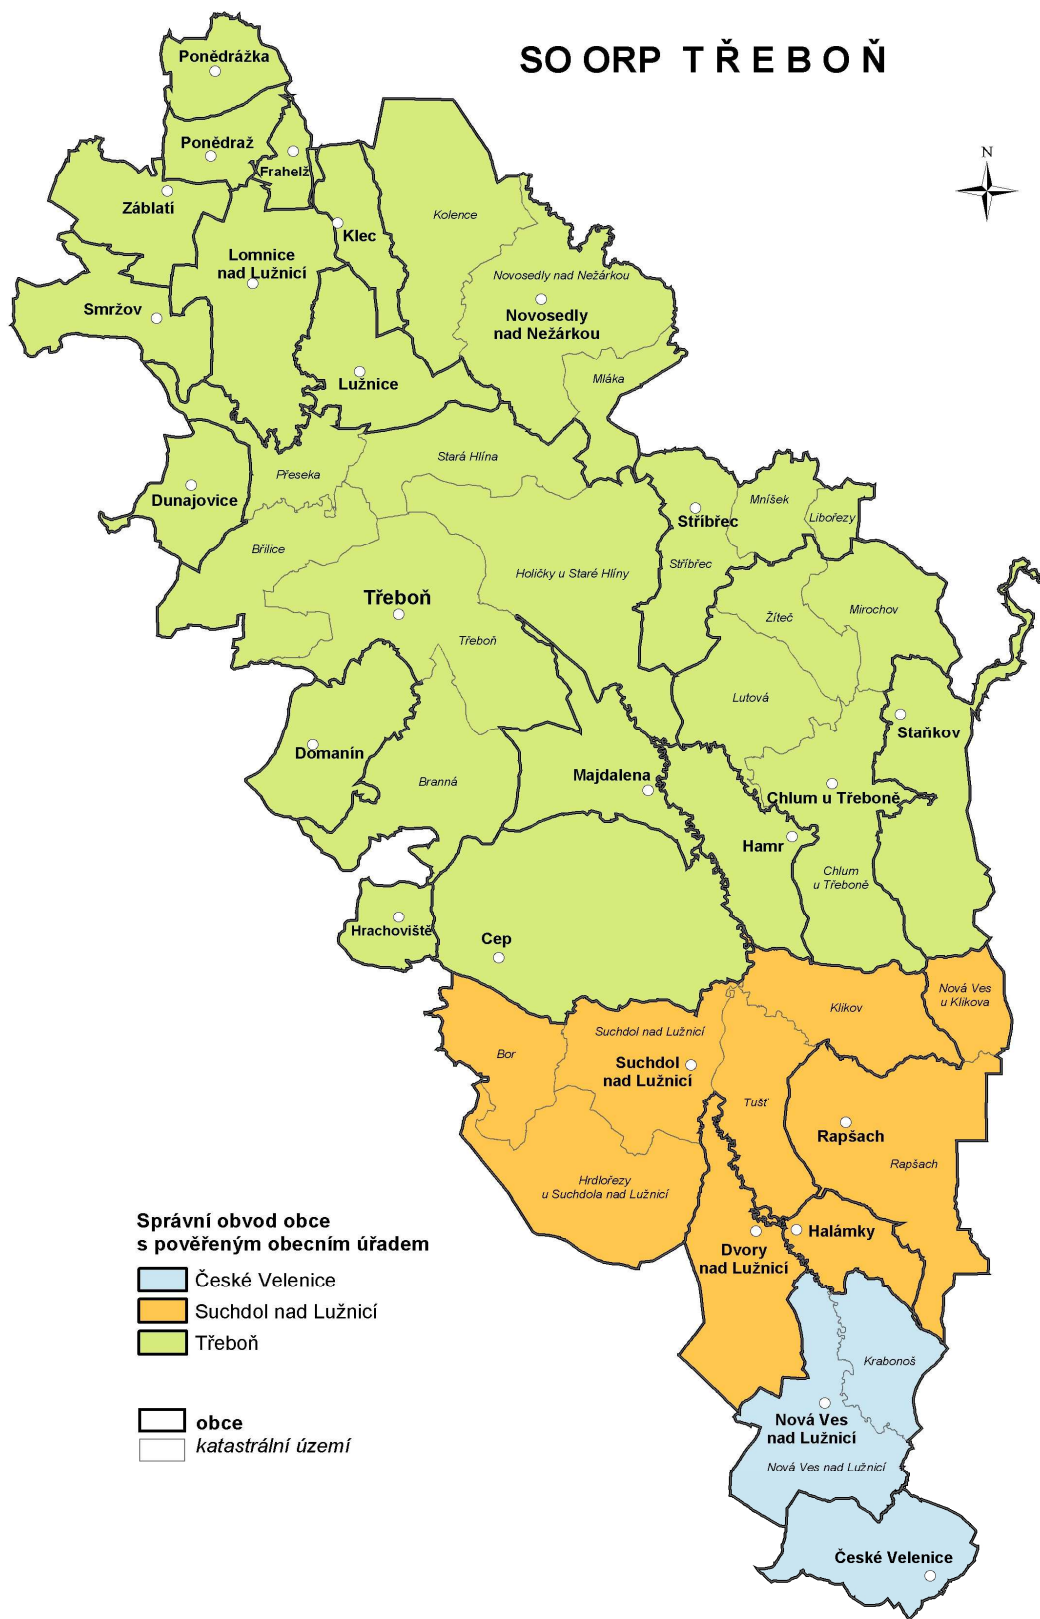 SO ORP TŘEBOŇ
N
Ponědrážka
Ponědraž
Frahelž
Záblatí
Klec
Kolence
Lomnice
nad Lužnicí
Novosedly nad Nežárkou
Smržov
Novosedly
nad Nežárkou
Lužnice
Mláka
Stará Hlína
Přeseka
Dunajovice
Mníšek
Stříbřec
Libořezy
Břilice
Holičky u Staré Hlíny
Stříbřec
Třeboň
Žíteč
Mirochov
Třeboň
Lutová
Staňkov
Domanín
Majdalena
Branná
Chlum u Třeboně
Hamr
Chlum
u Třeboně
Hrachoviště
Cep
Nová Ves
u Klikova
Klikov
Suchdol nad Lužnicí
Bor
Suchdol
nad Lužnicí
Tušť
Rapšach
Rapšach
Hrdlořezy
u Suchdola nad Lužnicí
Halámky
Dvory
nad Lužnicí
Krabonoš
Nová Ves
nad Lužnicí
Nová Ves nad Lužnicí
České Velenice
Správní obvod obce
s pověřeným obecním úřadem
České Velenice
Suchdol nad Lužnicí
Třeboň
obce
katastrální území